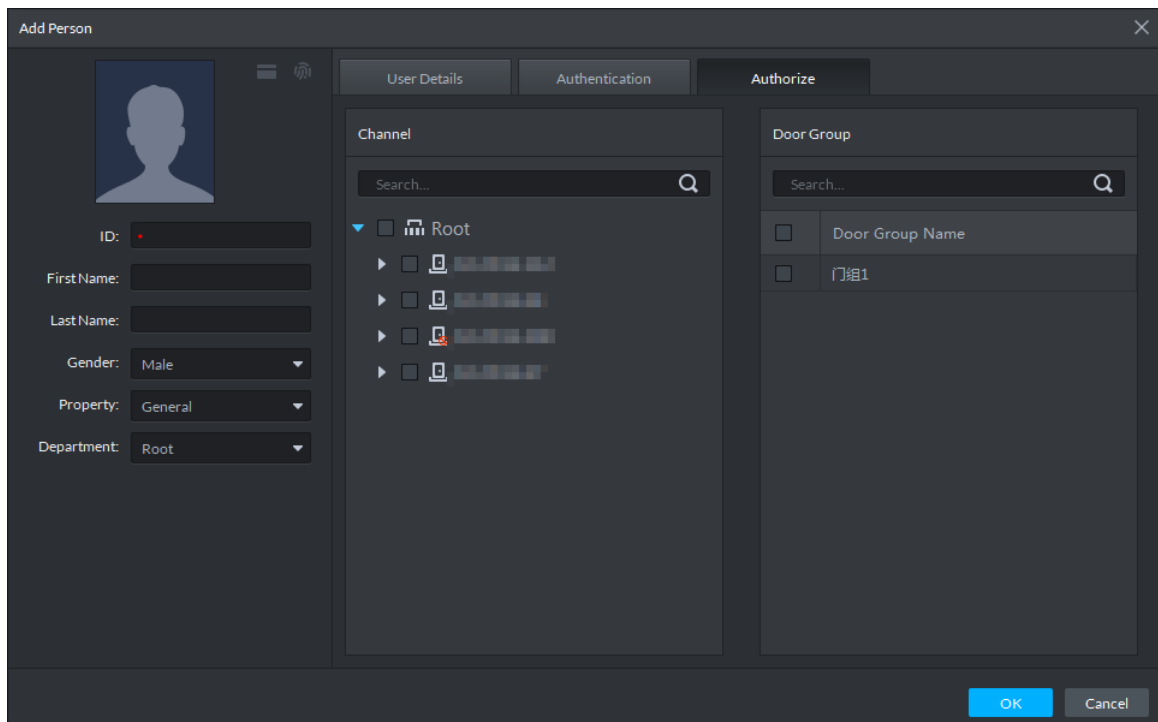 Add Person
User Details
Authentication
Authorize
ID:
First Name:
Last Name:
Gender: Male
Property: General
Department: Root
Channel
Search...
Root
Door Group
Search...
Door Group Name
门组1
OK
Cancel